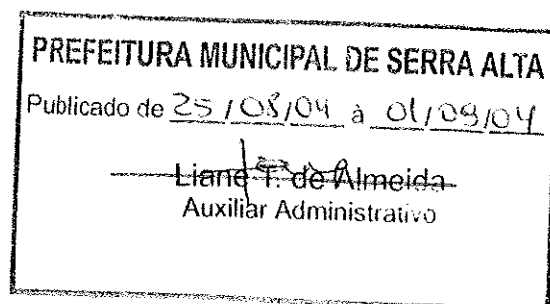 PREFEITURA MUNICIPAL DE SERRA ALTA
Publicado de 25/08/04 à 01/09/04
Liane T. de Almeida
Auxiliar Administrativo